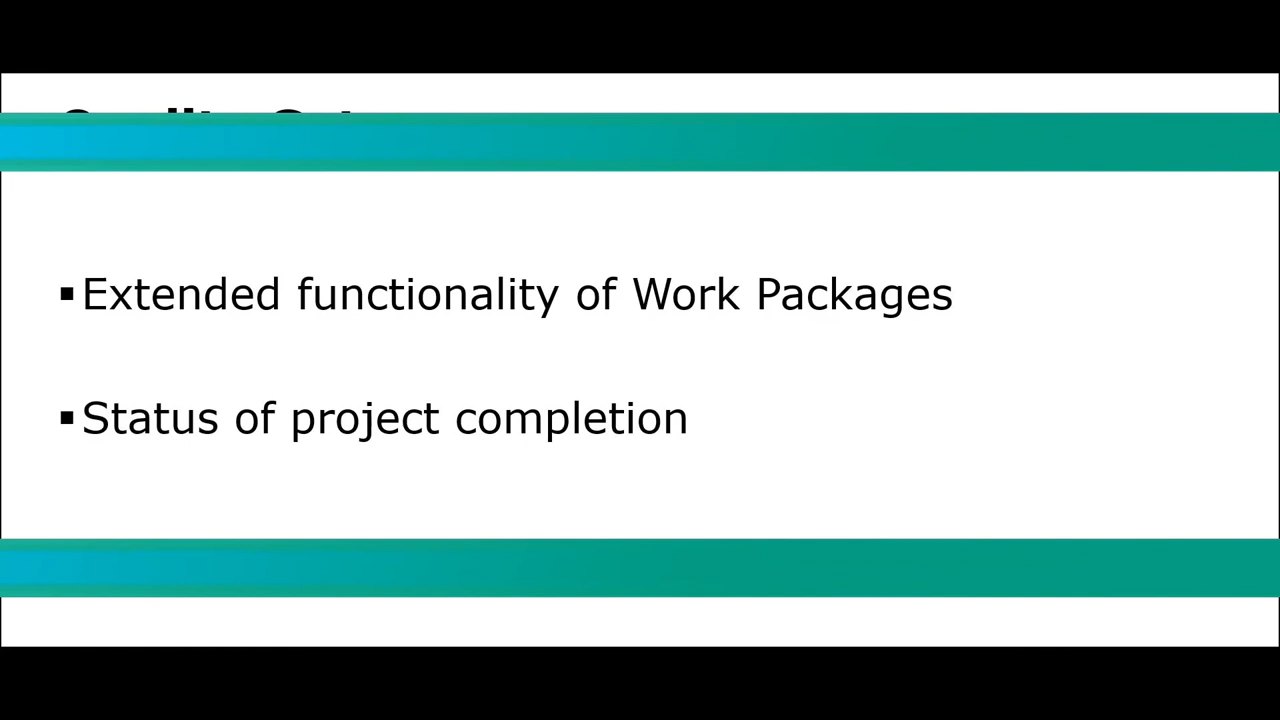 ▪Extended functionality of Work Packages
▪Status of project completion